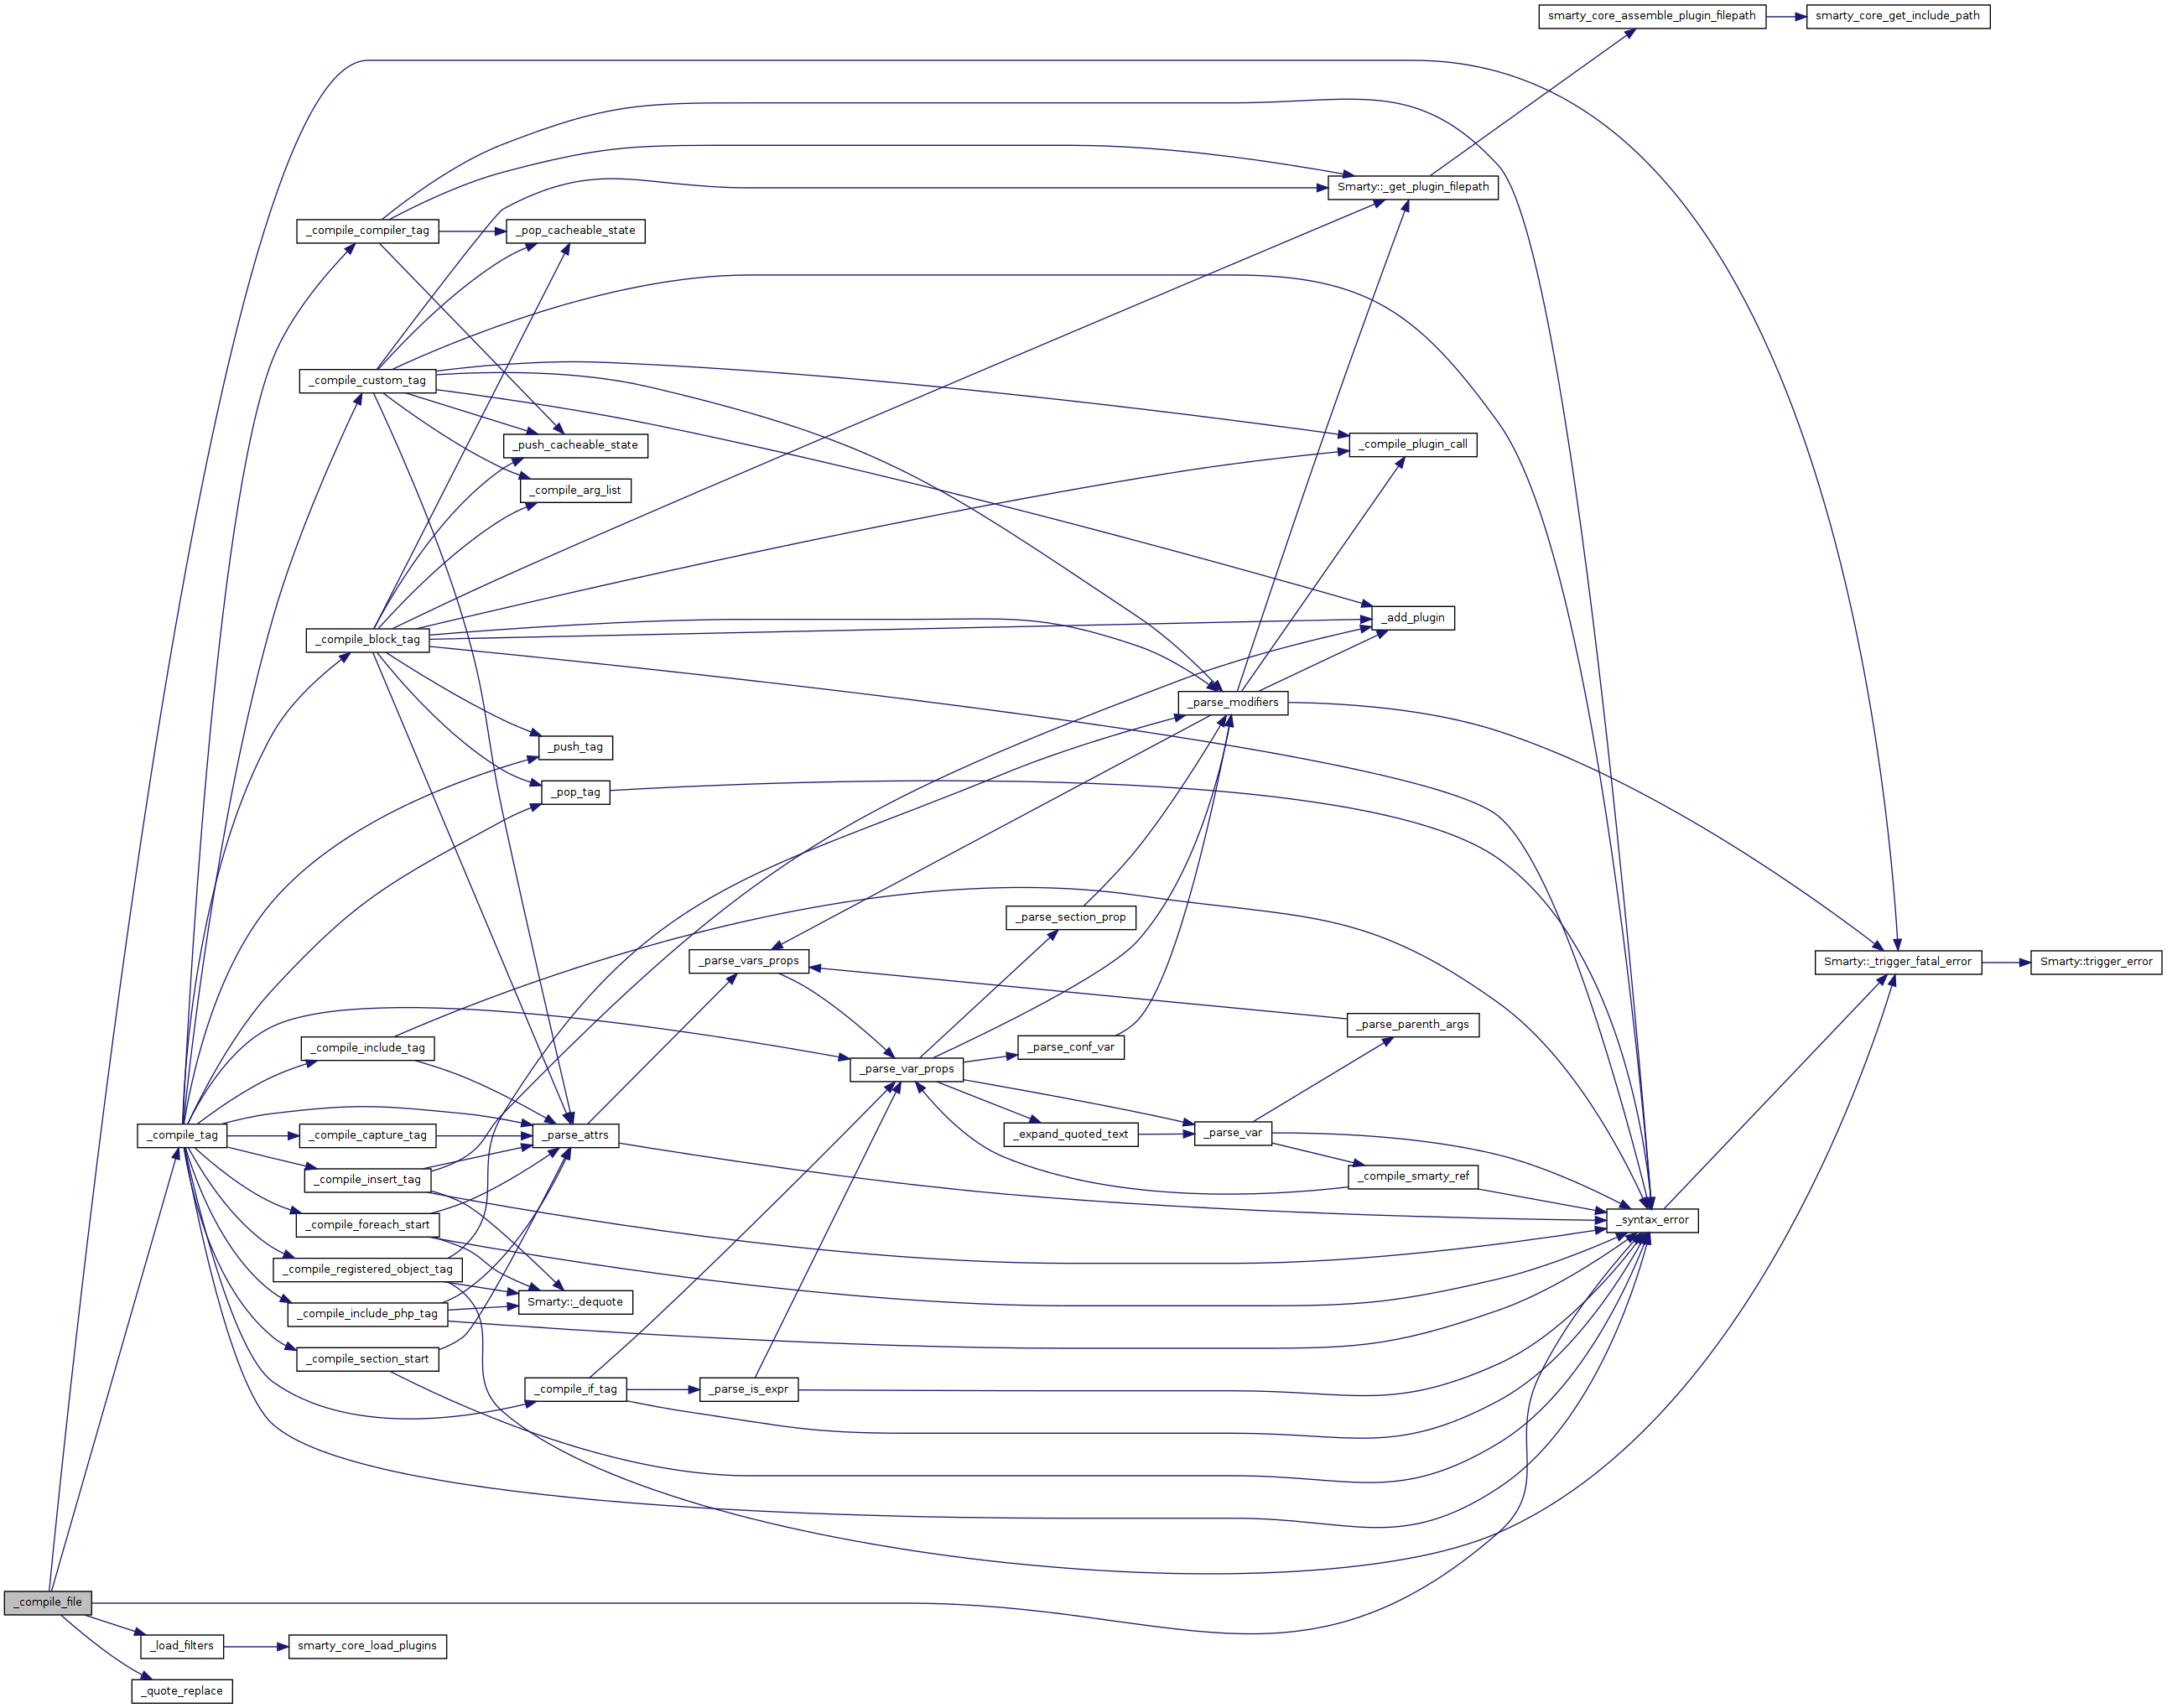 smarty_core_assemble_plugin_filepath
smarty_core_get_include_path
Smarty::_get_plugin_filepath
_compile_compiler_tag
_pop_cacheable_state
_compile_custom_tag
_push_cacheable_state
_compile_plugin_call
_compile_arg_list
_add_plugin
_compile_block_tag
_parse_modifiers
_push_tag
_pop_tag
_parse_section_prop
_parse_vars_props
Smarty::_trigger_fatal_error
Smarty::trigger_error
_parse_parenth_args
_compile_include_tag
_parse_conf_var
_parse_var_props
_compile_tag
_compile_capture_tag
_parse_attrs
_expand_quoted_text
_parse_var
_compile_insert_tag
_compile_smarty_ref
_compile_foreach_start
_syntax_error
_compile_registered_object_tag
Smarty::_dequote
_compile_include_php_tag
_compile_section_start
_compile_if_tag
_parse_is_expr
_compile_file
_load_filters
smarty_core_load_plugins
_quote_replace